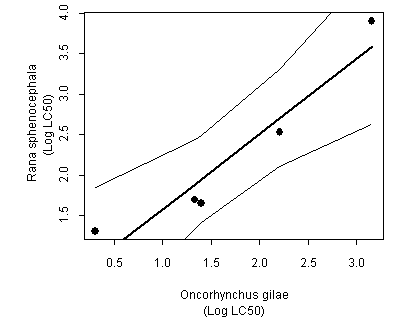 4.0
3.5
3.0
2.5
2.0
1.5
Rana sphenocephala
(Log LC50)
0.5 1.0 1.5 2.0 2.5 3.0
Oncorhynchus gilae
(Log LC50)